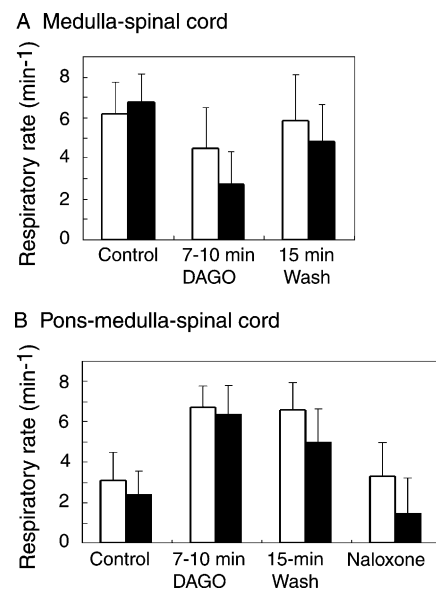 A Medulla-spinal cord
Respiratory rate (min-1)
8
6
4
2
0
Control 7-10 min 15 min
DAGO Wash
B Pons-medulla-spinal cord
Respiratory rate (min-1)
8
6
4
2
0
Control 7-10 min 15-min Naloxone
DAGO Wash